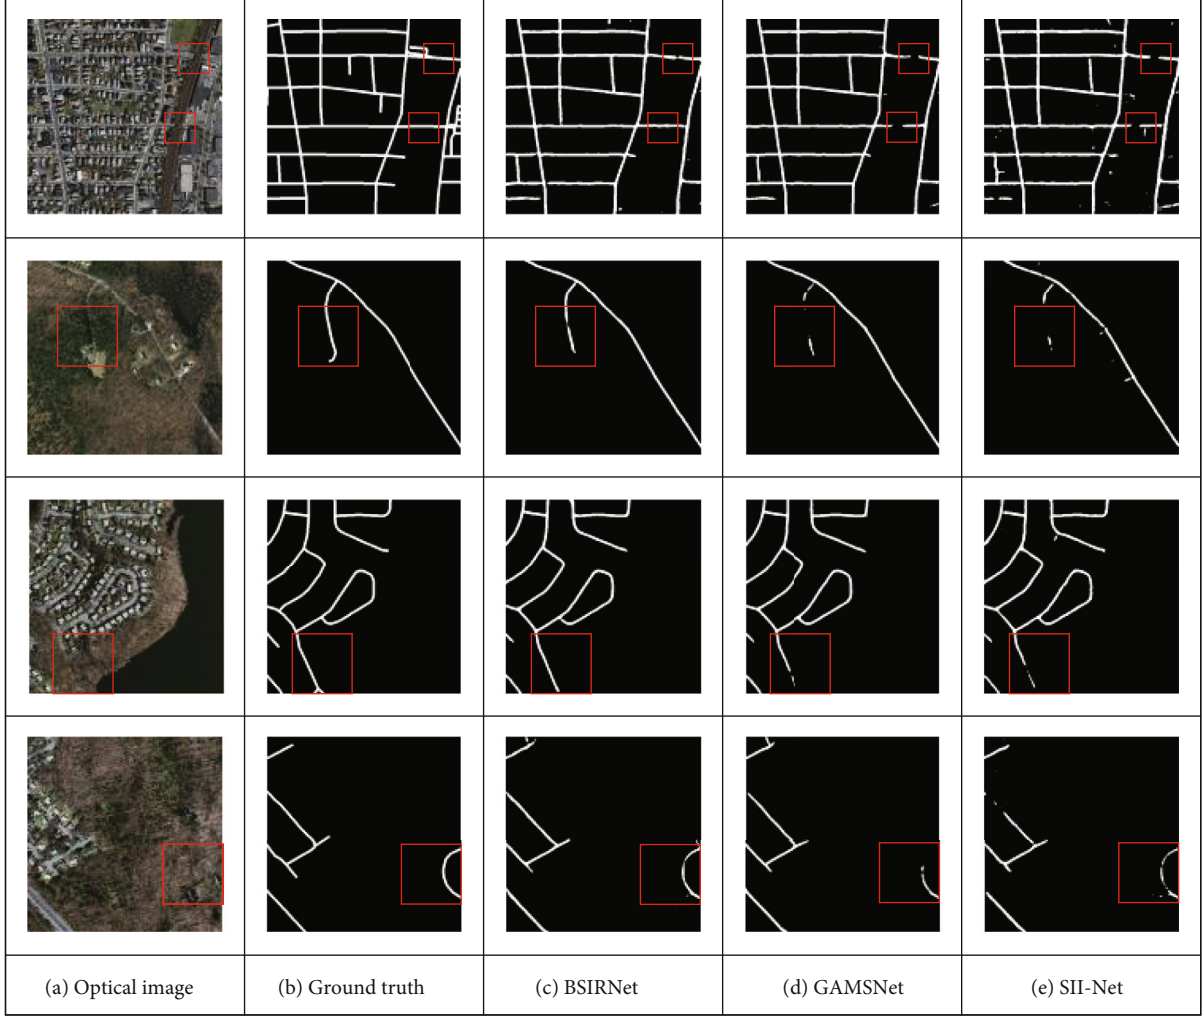 (a) Optical image
(b) Ground truth
(c) BSIRNet
(d) GAMSNet
(e) SII-Net